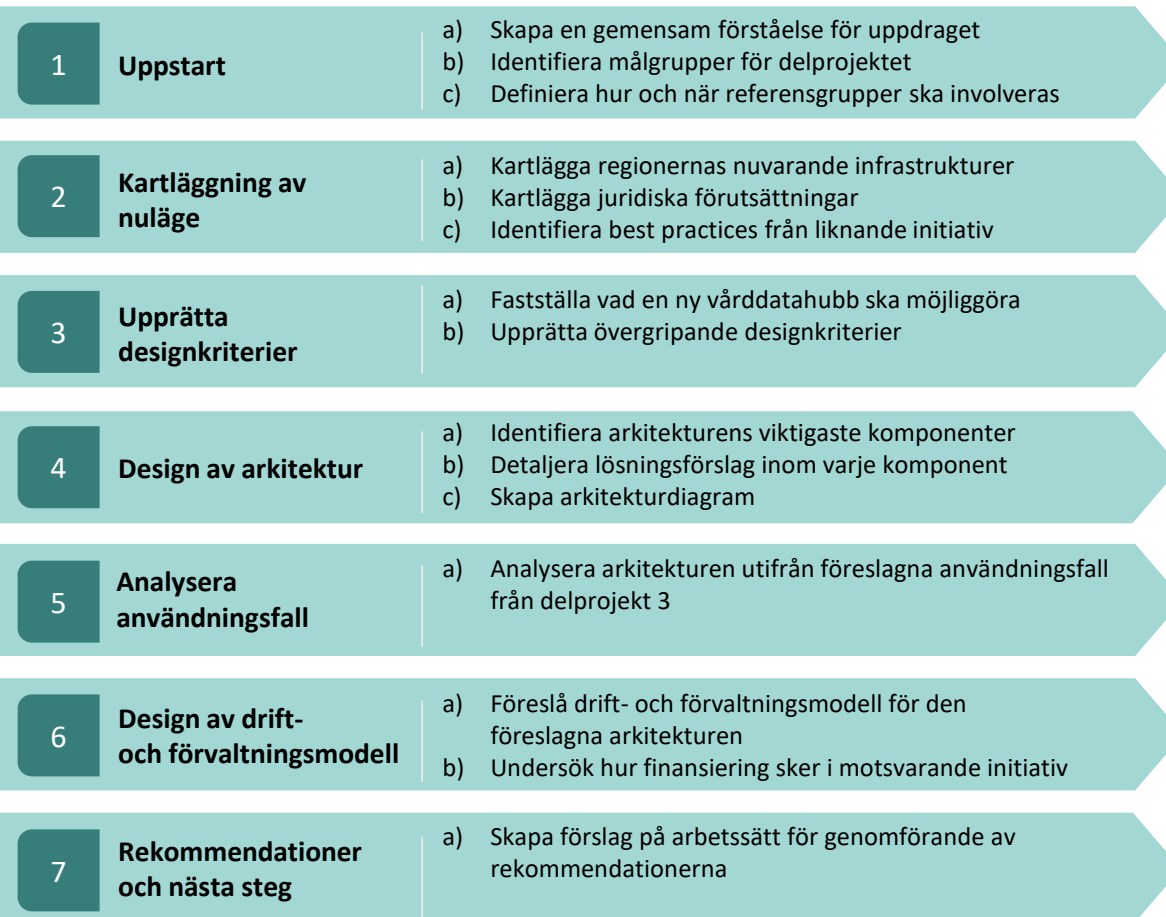 1
Uppstart
a) Skapa en gemensam förståelse för uppdraget
b) Identifiera målgrupper för delprojektet
c) Definiera hur och när referensgrupper ska involveras
2
Kartläggning av
nuläge
a) Kartlägga regionernas nuvarande infrastrukturer
b) Kartlägga juridiska förutsättningar
c) Identifiera best practices från liknande initiativ
3
Upprätta
designkriterier
a) Fastställa vad en ny vårddatahubb ska möjliggöra
b) Upprätta övergripande designkriterier
4
Design av arkitektur
a) Identifiera arkitekturens viktigaste komponenter
b) Detaljera lösningsförslag inom varje komponent
c) Skapa arkitekturdiagram
5
Analysera
användningsfall
a) Analysera arkitekturen utifrån föreslagna användningsfall
från delprojekt 3
6
Design av drift-
och förvaltningsmodell
a) Föreslå drift- och förvaltningsmodell för den
föreslagna arkitekturen
b) Undersök hur finansiering sker i motsvarande initiativ
7
Rekommendationer
och nästa steg
a) Skapa förslag på arbetssätt för genomförande av
rekommendationerna